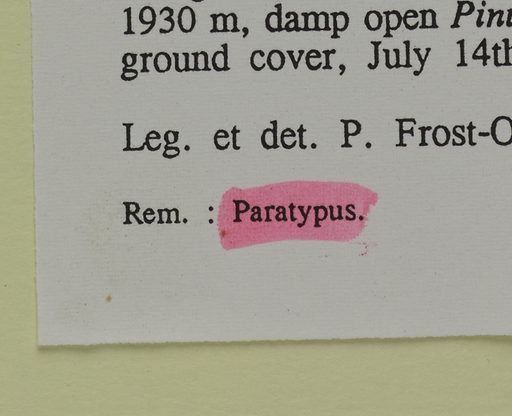 1930 m, damp open
ground cover, July
Leg. et det. P.
Rem. : Paratypus.